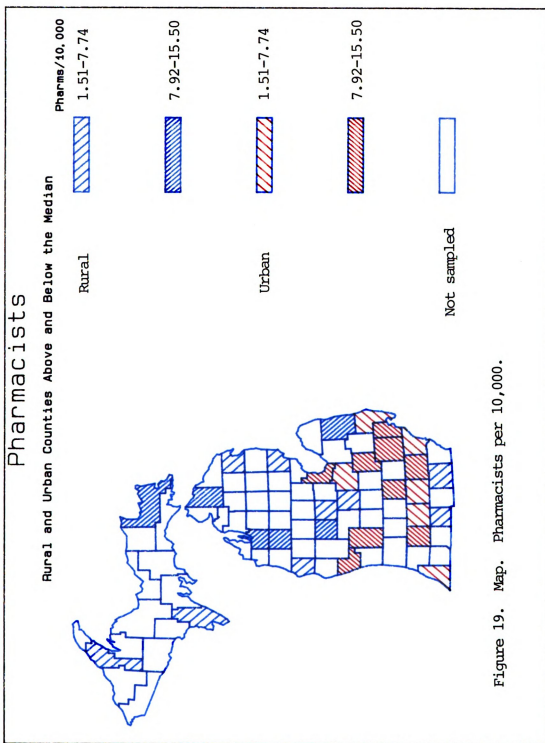 Pharmacists
Rural and Urban Counties Above and Below the Median
Pharms/10,000
Rural
1.51-7.74
7.92-15.50
Urban
1.51-7.74
7.92-15.50
Not sampled
Figure 19. Map. Pharmacists per 10,000.